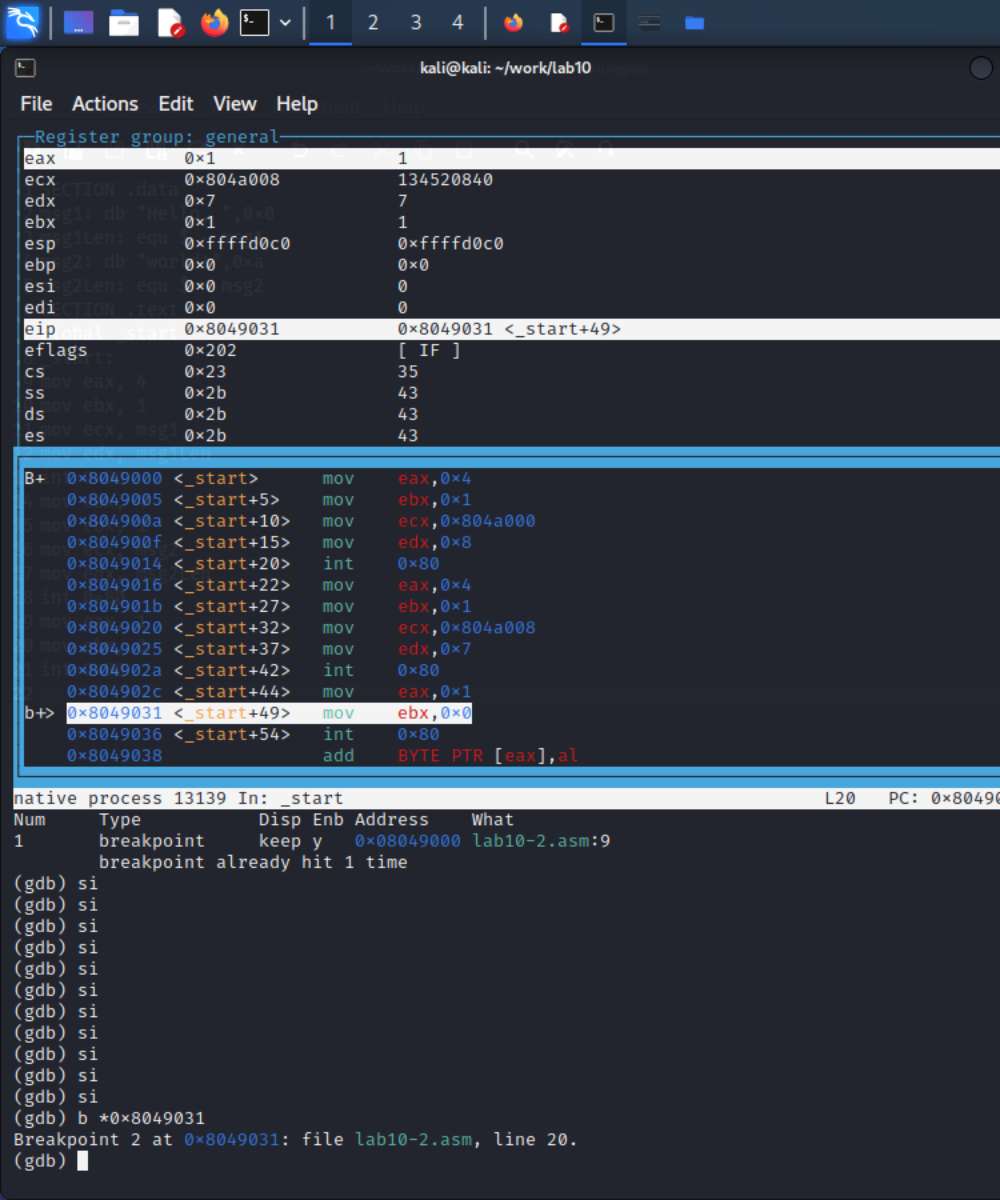 1 2 3 4
kali@kali: ~/work/lab10
File Actions Edit View Help
Register group: general
eax 0×1 1
ecx 0×804a008 134520840
edx 0×7 7
ebx 0×1 1
esp 0×ffffd0c0 0×ffffd0c0
ebp 0×0 0×0
esi 0×0 0
edi 0×0 0
eip 0×8049031 0×8049031 <_start+49>
eflags 0×202 [ IF ]
cs 0×23 35
ss 0×2b 43
ds 0×2b 43
es 0×2b 43
B+ 0×8049000 <_start> mov eax,0×4
0×8049005 <_start+5> mov ebx,0×1
0×804900a <_start+10> mov ecx,0×804a000
0×804900f <_start+15> mov edx,0×8
0×8049014 <_start+20> int 0×80
0×8049016 <_start+22> mov eax,0×4
0×804901b <_start+27> mov ebx,0×1
0×8049020 <_start+32> mov ecx,0×804a008
0×8049025 <_start+37> mov edx,0×7
0×804902a <_start+42> int 0×80
0×804902c <_start+44> mov eax,0×1
b+> 0×8049031 <_start+49> mov ebx,0×0
0×8049036 <_start+54> int 0×80
0×8049038 add BYTE PTR [eax],al
native process 13139 In: _start L20 PC: 0×80490
Num Type Disp Enb Address What
1 breakpoint keep y 0×08049000 lab10-2.asm:9
breakpoint already hit 1 time
(gdb) si
(gdb) si
(gdb) si
(gdb) si
(gdb) si
(gdb) si
(gdb) si
(gdb) si
(gdb) si
(gdb) si
(gdb) si
(gdb) b *0×8049031
Breakpoint 2 at 0×8049031: file lab10-2.asm, line 20.
(gdb)